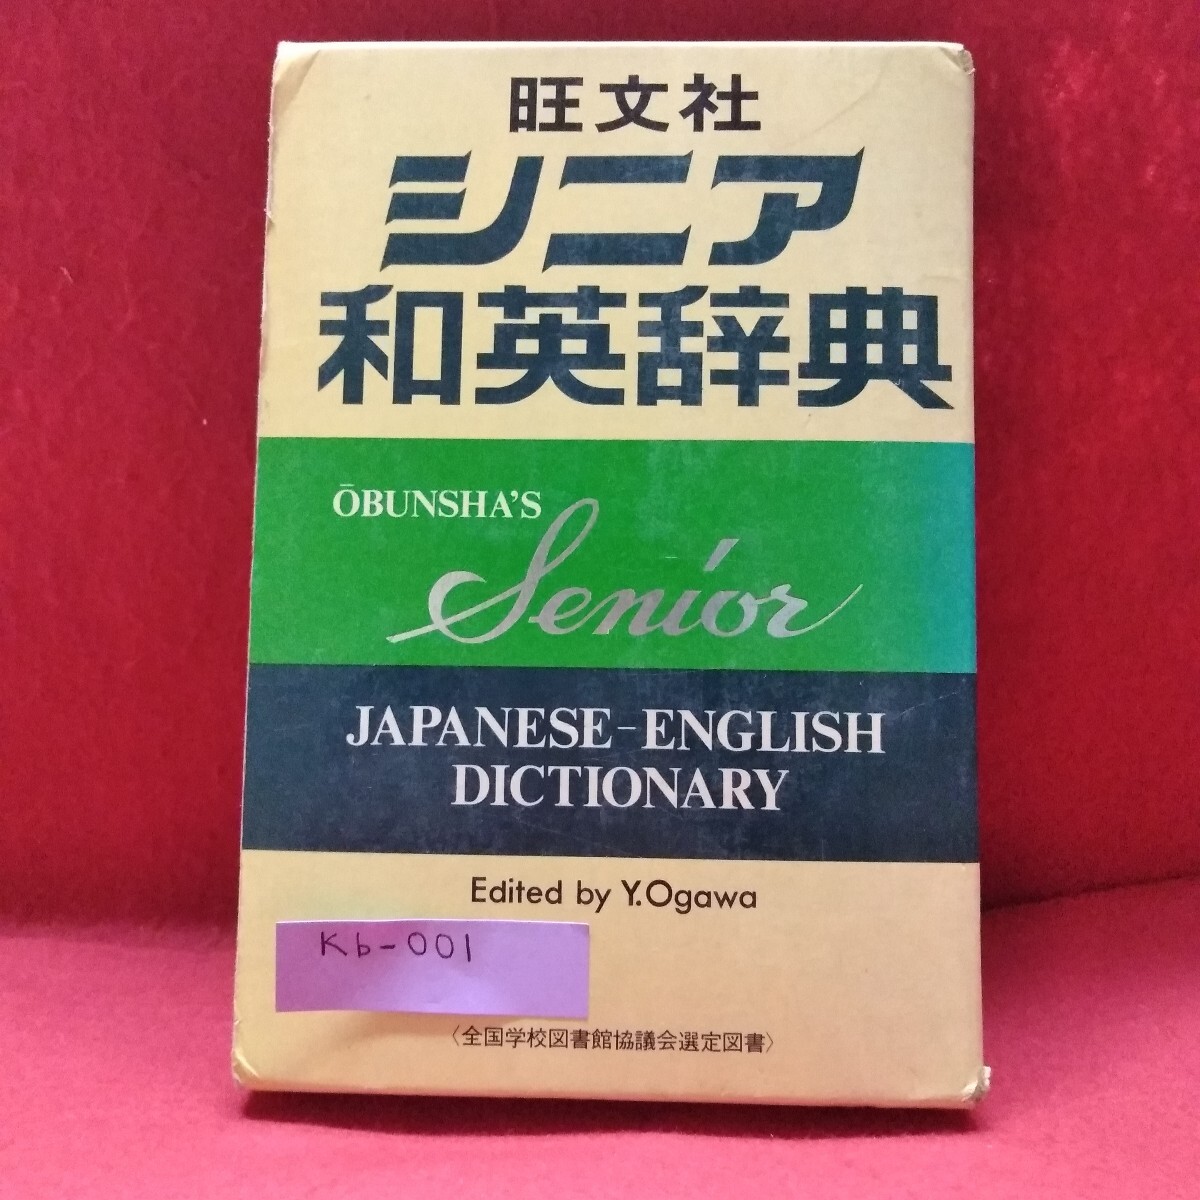 旺文社
シニア
和英辞典
ŌBUNSHA'S
Senior
JAPANESE-ENGLISH
DICTIONARY
Edited by Y.Ogawa
Kb-001
〈全国学校図書館協議会選定図書〉